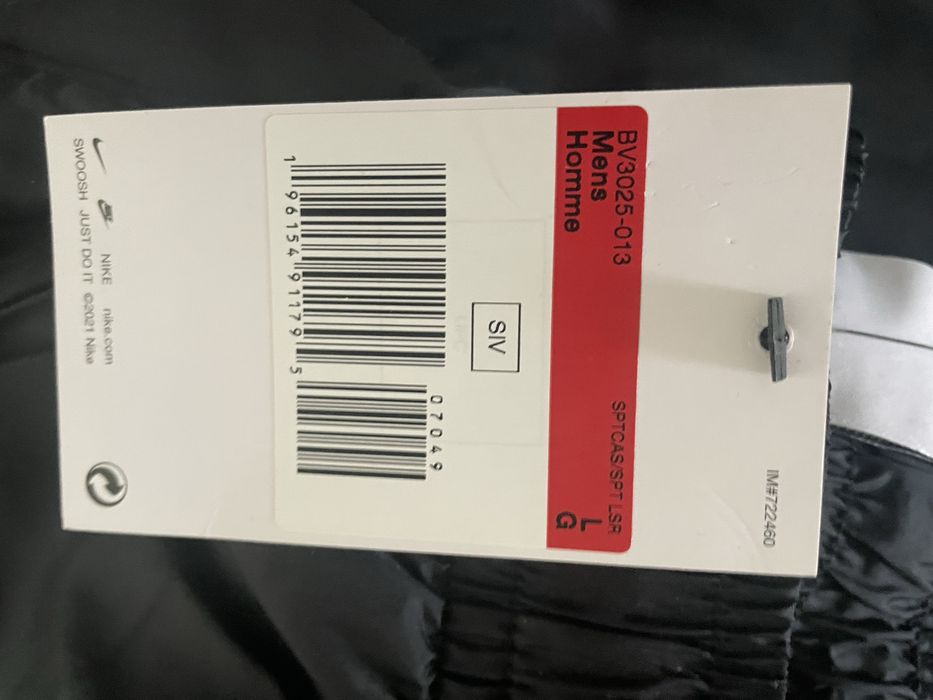 IM#722460
BV3025-013 SPTCAS/SPT LSR
Mens L
Homme G
SIV
07049
1 96154 91179 5
NIKE nike.com
SWOOSH JUST DO IT ©2021 Nike